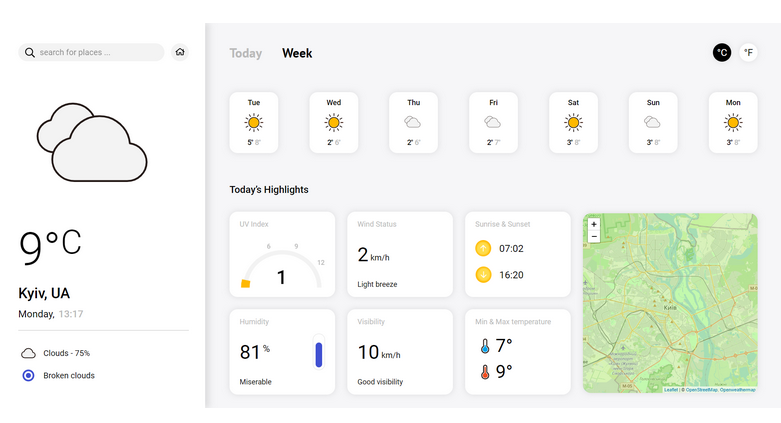 search for places ...
9°C
Kyiv, UA
Monday, 13:17
Clouds - 75%
Broken clouds
Today Week
°C °F
Tue
5° 8°
Wed
2° 6°
Thu
2° 6°
Fri
2° 7°
Sat
3° 8°
Sun
3° 8°
Mon
3° 8°
Today's Highlights
UV Index
6 9
12
1
Wind Status
2 km/h
Light breeze
Sunrise & Sunset
07:02
16:20
Humidity
81%
Miserable
Visibility
10 km/h
Good visibility
Min & Max temperature
7°
9°
+
−
Київ
Leaflet | © OpenStreetMap, Openweathermap